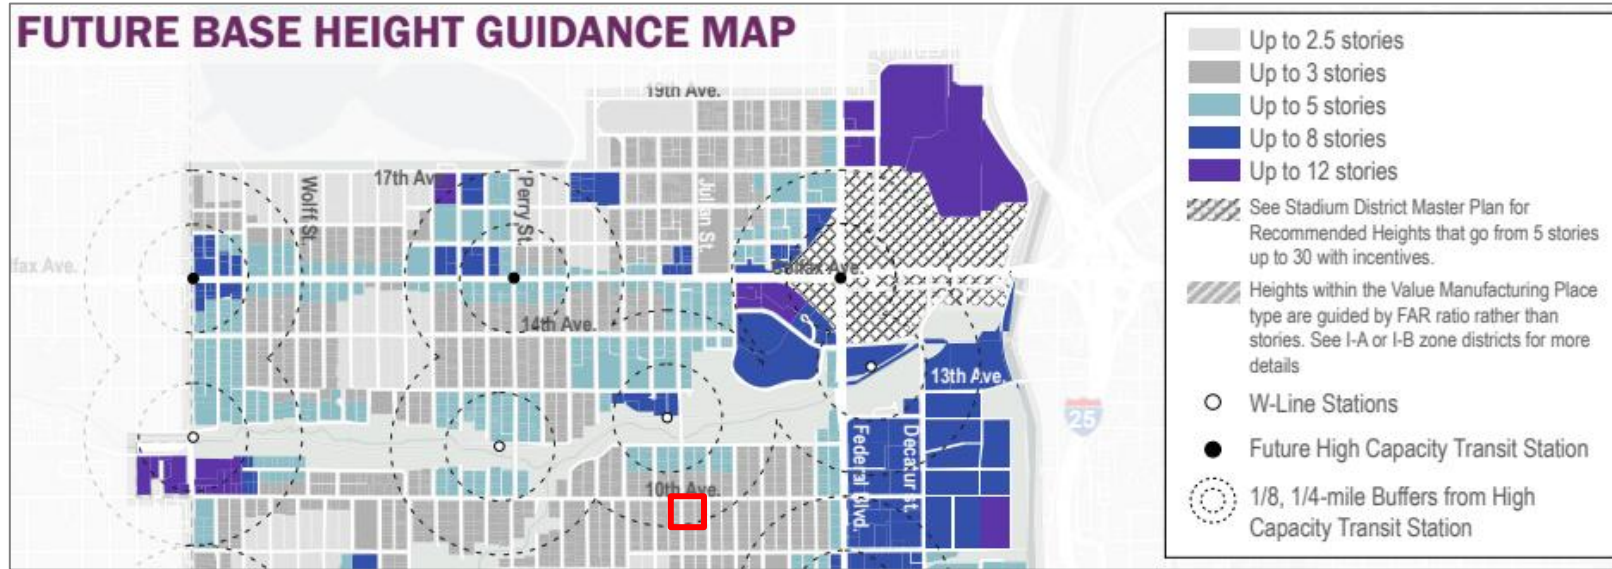 FUTURE BASE HEIGHT GUIDANCE MAP
19th Ave.
17th Ave.
Wolff St.
Perry St.
Julian St.
lfax Ave.
Colfax Ave.
14th Ave.
13th Ave.
Federal Blvd.
Decatur St.
10th Ave.
25
Up to 2.5 stories
Up to 3 stories
Up to 5 stories
Up to 8 stories
Up to 12 stories
See Stadium District Master Plan for
Recommended Heights that go from 5 stories
up to 30 with incentives.
Heights within the Value Manufacturing Place
type are guided by FAR ratio rather than
stories. See I-A or I-B zone districts for more
details
W-Line Stations
Future High Capacity Transit Station
1/8, 1/4-mile Buffers from High
Capacity Transit Station